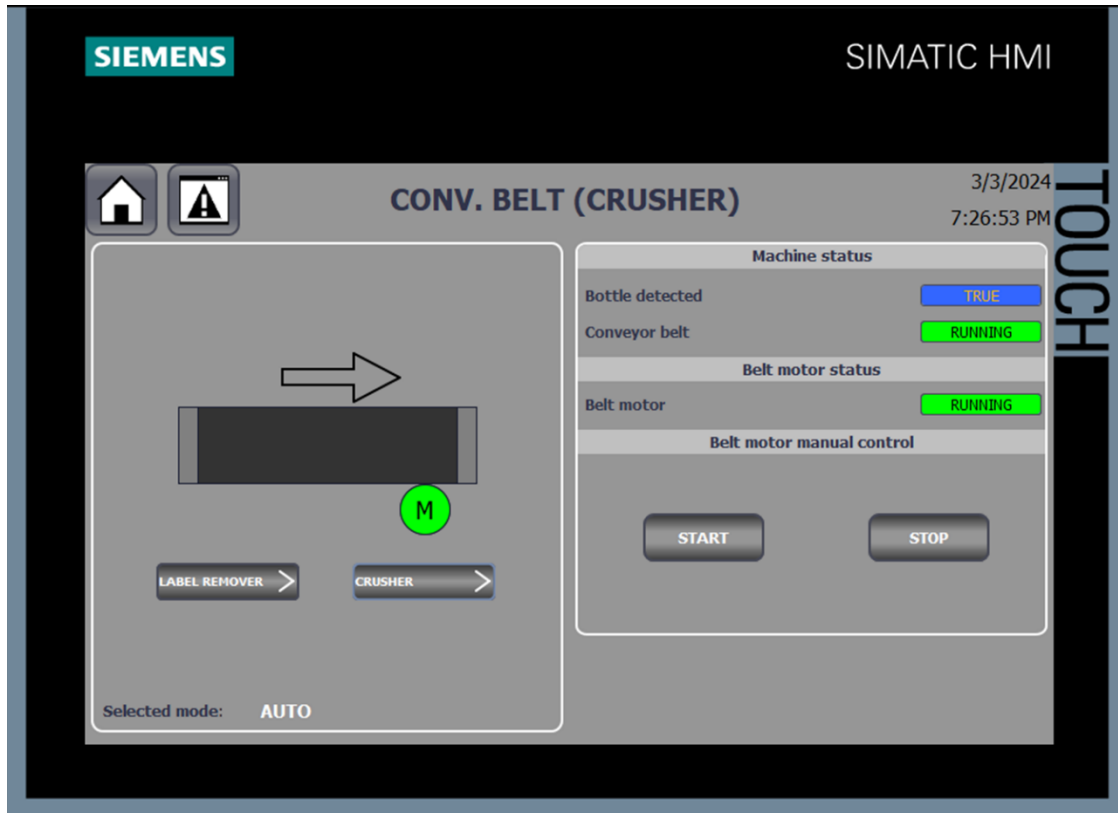 SIEMENS
SIMATIC HMI
TOUCH
CONV. BELT (CRUSHER)
3/3/2024
7:26:53 PM
Machine status
Bottle detected TRUE
Conveyor belt RUNNING
Belt motor status
Belt motor RUNNING
Belt motor manual control
START STOP
M
LABEL REMOVER
CRUSHER
Selected mode: AUTO